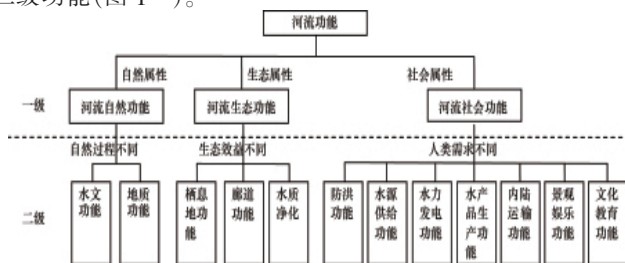 二级功能(图1 )。
河流功能
自然属性 生态属性 社会属性
一级 河流自然功能 河流生态功能 河流社会功能
自然过程不同 生态效益不同 人类需求不同
二级
水文功能
地质功能
栖息地功能
廊道功能
水质净化
防洪功能
水源供给功能
水力发电功能
水产品生产功能
内陆运输功能
景观娱乐功能
文化教育功能